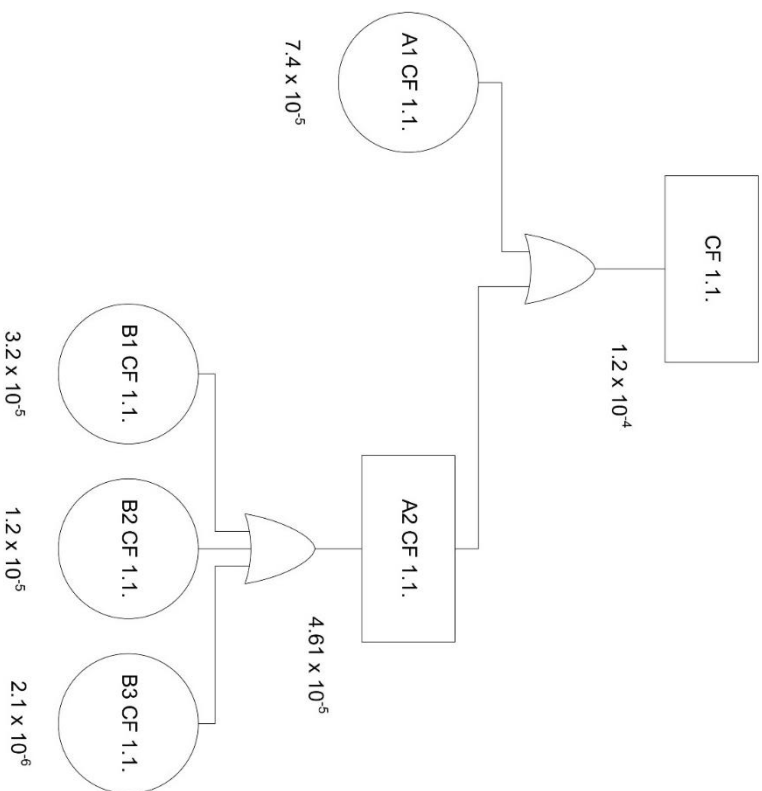 CF 1.1.
1.2 x 10⁻⁴
A1 CF 1.1.
7.4 x 10⁻⁵
A2 CF 1.1.
4.61 x 10⁻⁵
B1 CF 1.1.
B2 CF 1.1.
B3 CF 1.1.
3.2 x 10⁻⁵
1.2 x 10⁻⁵
2.1 x 10⁻⁶